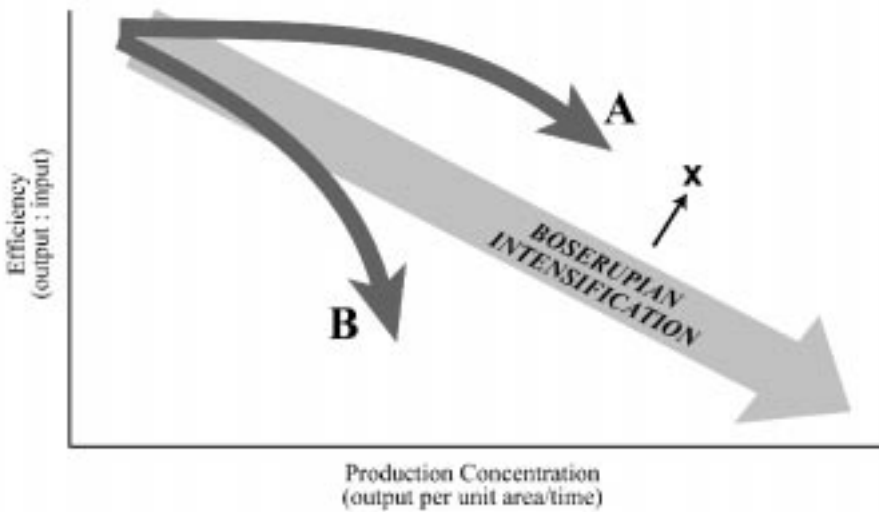 Efficiency
(output : input)
A
X
BOSERUPIAN
INTENSIFICATION
B
Production Concentration
(output per unit area/time)